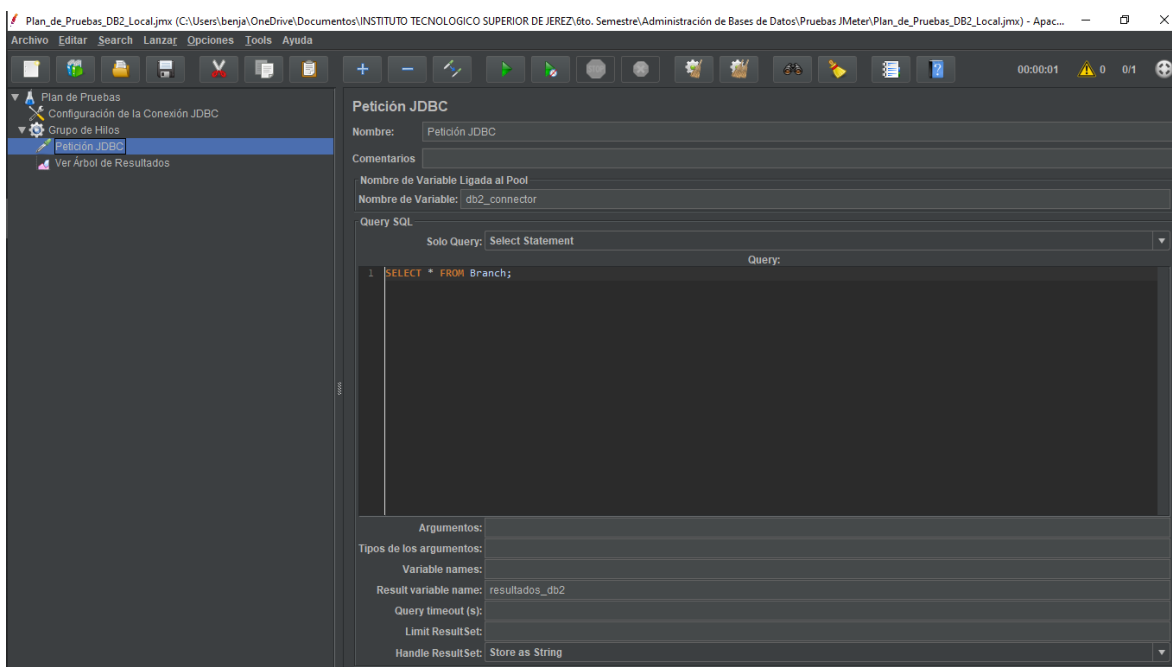 Plan_de_Pruebas_DB2_Local.jmx (C:\Users\benja\OneDrive\Documentos\INSTITUTO TECNOLOGICO SUPERIOR DE JEREZ\6to. Semestre\Administración de Bases de Datos\Pruebas JMeter\Plan_de_Pruebas_DB2_Local.jmx) - Apac...
Archivo Editar Search Lanzar Opciones Tools Ayuda
00:00:01 0 0/1
Plan de Pruebas
Configuración de la Conexión JDBC
Grupo de Hilos
Petición JDBC
Ver Árbol de Resultados
Petición JDBC
Nombre: Petición JDBC
Comentarios
Nombre de Variable Ligada al Pool
Nombre de Variable: db2_connector
Query SQL
Solo Query: Select Statement
Query:
1 SELECT * FROM Branch;
Argumentos:
Tipos de los argumentos:
Variable names:
Result variable name: resultados_db2
Query timeout (s):
Limit ResultSet:
Handle ResultSet: Store as String